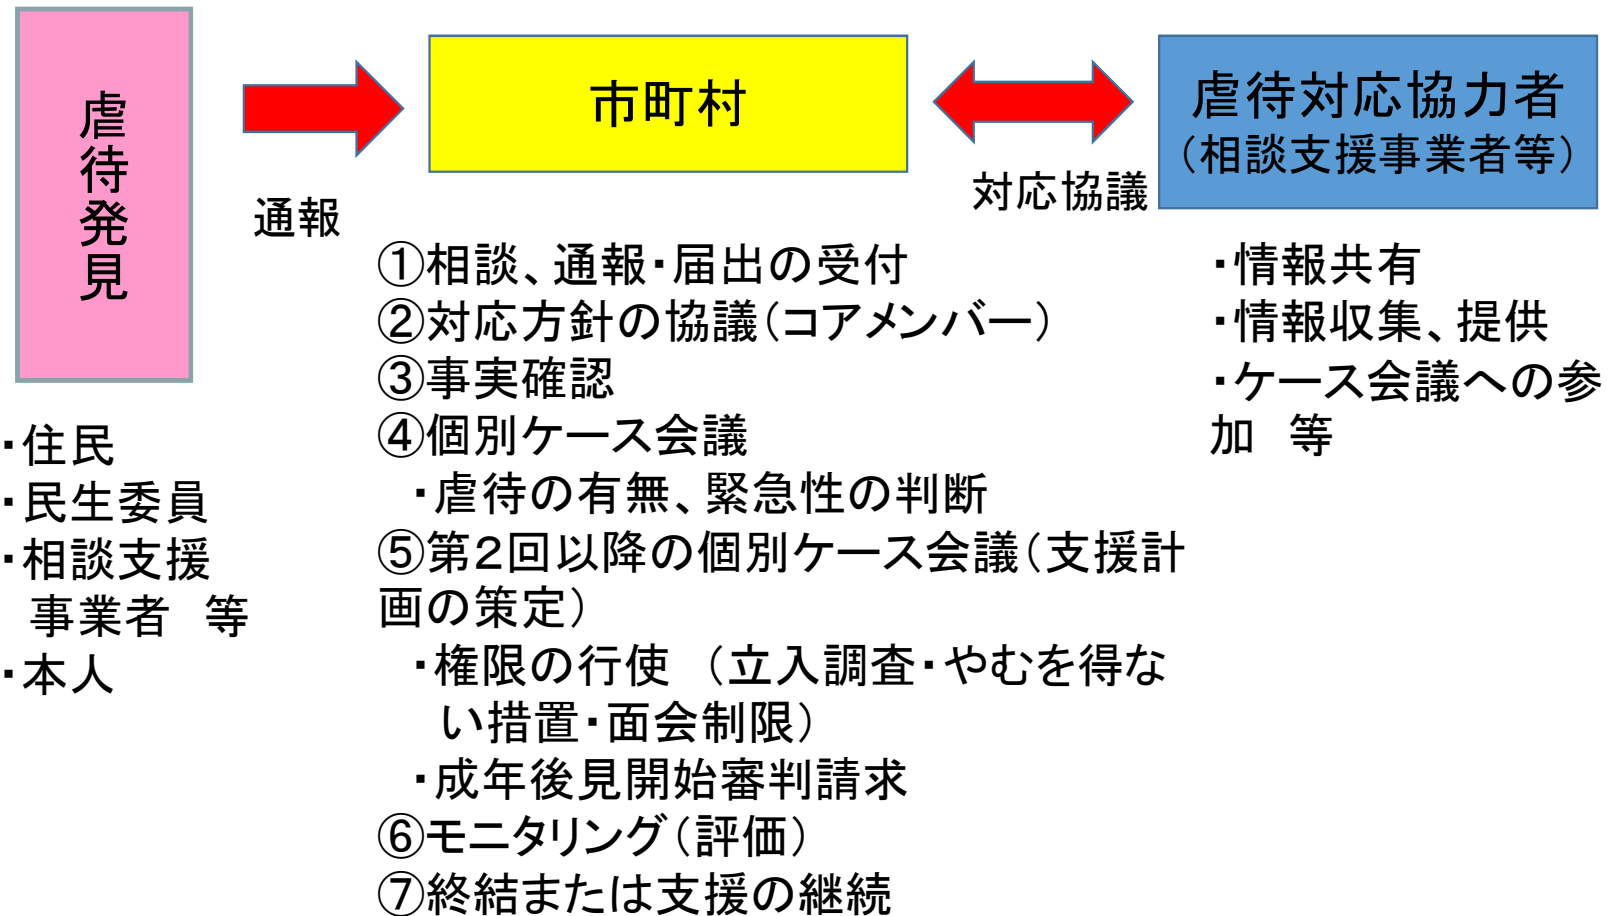 虐待発見
通報
市町村
対応協議
虐待対応協力者
（相談支援事業者等）
・住民
・民生委員
・相談支援
事業者　等
・本人
①相談、通報・届出の受付
②対応方針の協議（コアメンバー）
③事実確認
④個別ケース会議
・虐待の有無、緊急性の判断
⑤第２回以降の個別ケース会議（支援計
画の策定）
・権限の行使　（立入調査・やむを得な
い措置・面会制限）
・成年後見開始審判請求
⑥モニタリング（評価）
⑦終結または支援の継続
・情報共有
・情報収集、提供
・ケース会議への参
加　等